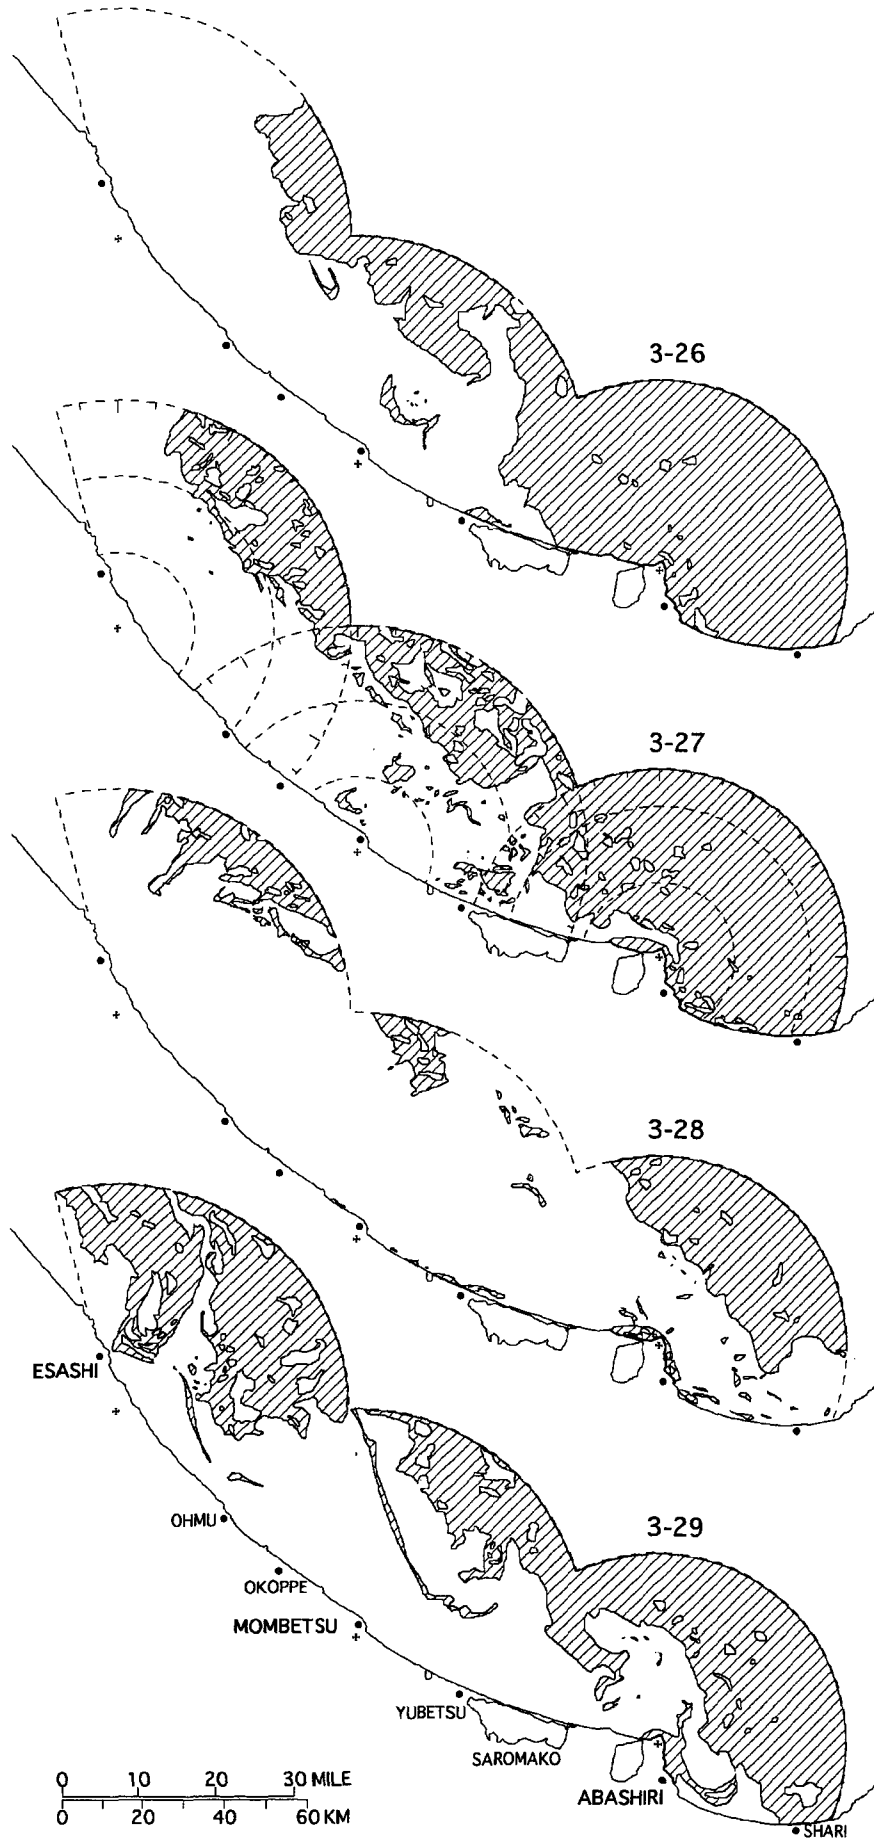 3-26
3-27
3-28
3-29
ESASHI
OHMU
OKOPPE
MOMBETSU
YUBETSU
SAROMAKO
ABASHIRI
SHARI
0 10 20 30 MILE
0 20 40 60 KM